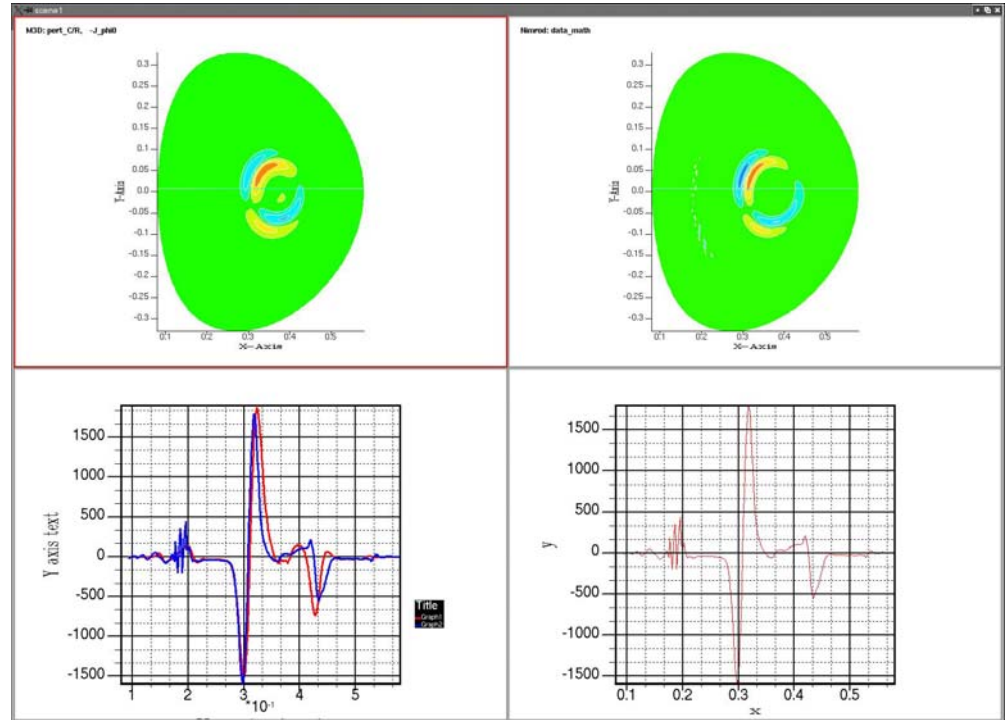 scene1
M3D: pert_C/R, -J_phi0
0.3
0.25
0.2
0.15
0.1
0.05
0.0
-0.05
-0.1
-0.15
-0.2
-0.25
-0.3
Y-Axis
0.1 0.2 0.3 0.4 0.5
X-Axis
Nimrod: data_math
0.3
0.25
0.2
0.15
0.1
0.05
0.0
-0.05
-0.1
-0.15
-0.2
-0.25
-0.3
Y-Axis
0.1 0.2 0.3 0.4 0.5
X-Axis
1500
1000
500
0
-500
-1000
-1500
Y axis text
1 2 3 4 5
*10⁻¹
Title
Graph1
Graph2
1500
1000
500
0
-500
-1000
-1500
y
0.1 0.2 0.3 0.4 0.5
x